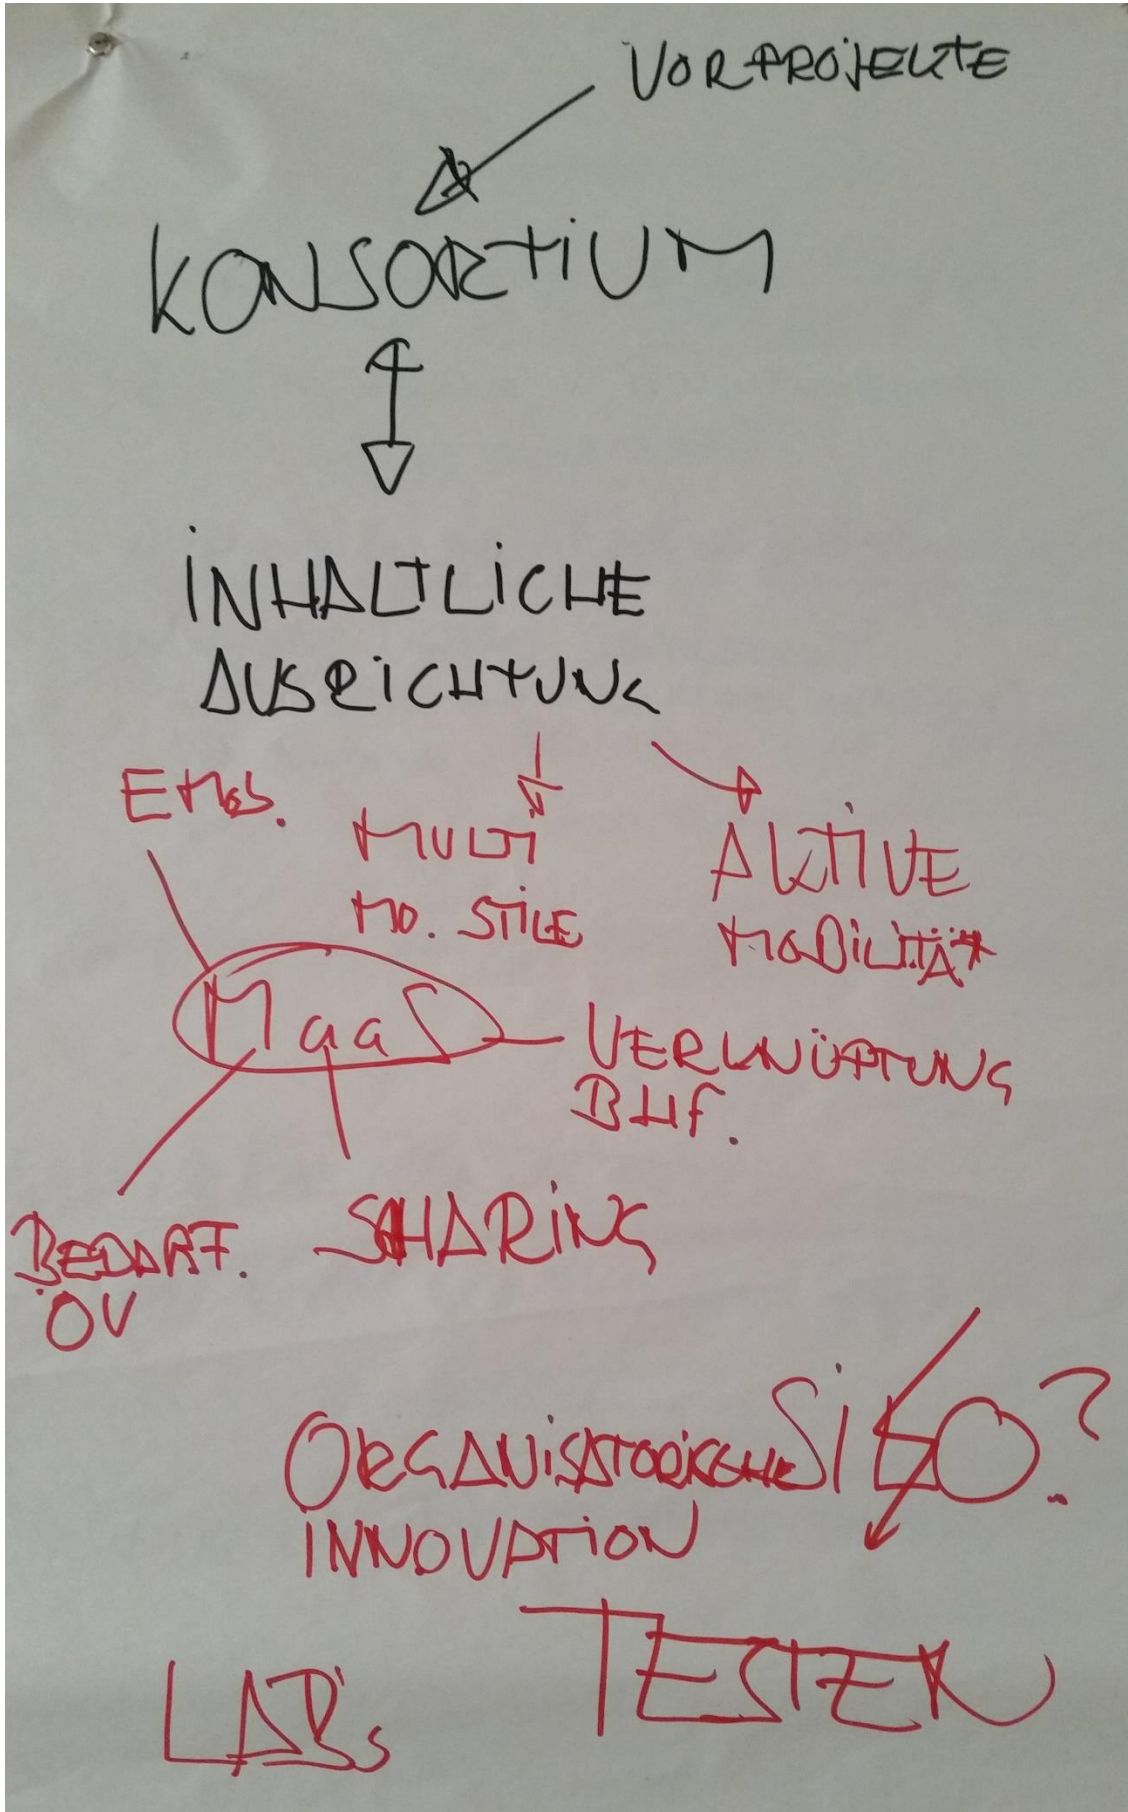 VORPROJEKTE
KONSORTIUM
INHALTLICHE
AUSRICHTUNG
EMob.
MULTI
MO. STILE
AKTIVE
MOBILITÄT
MaaS
VERKNÜPFUNG
BHf.
BEDARF.
ÖV
SHARING
ORGANISATORISCHE
INNOVATION
SILO?
TESTEN
LABs